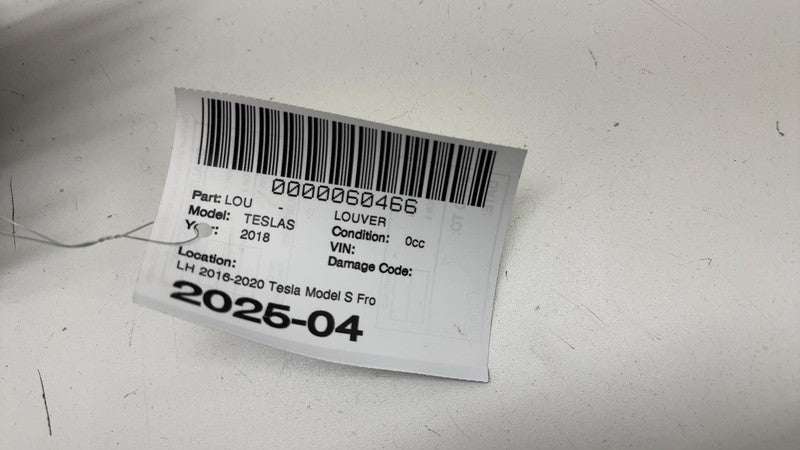 0000060466
Part: LOU - LOUVER
Model: TESLAS Condition: 0cc
2018 VIN:
Damage Code:
Location:
LH 2016-2020 Tesla Model S Fro
2025-04